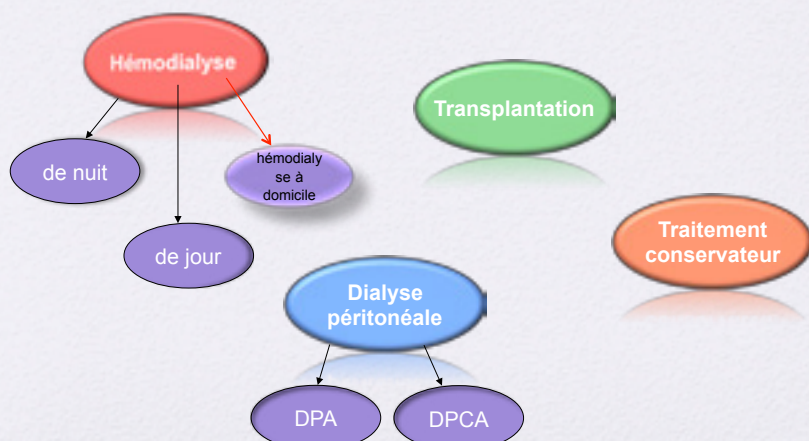 Hémodialyse
Transplantation
de nuit
hémodialy
se à
domicile
Traitement
conservateur
de jour
Dialyse
péritonéale
DPA
DPCA